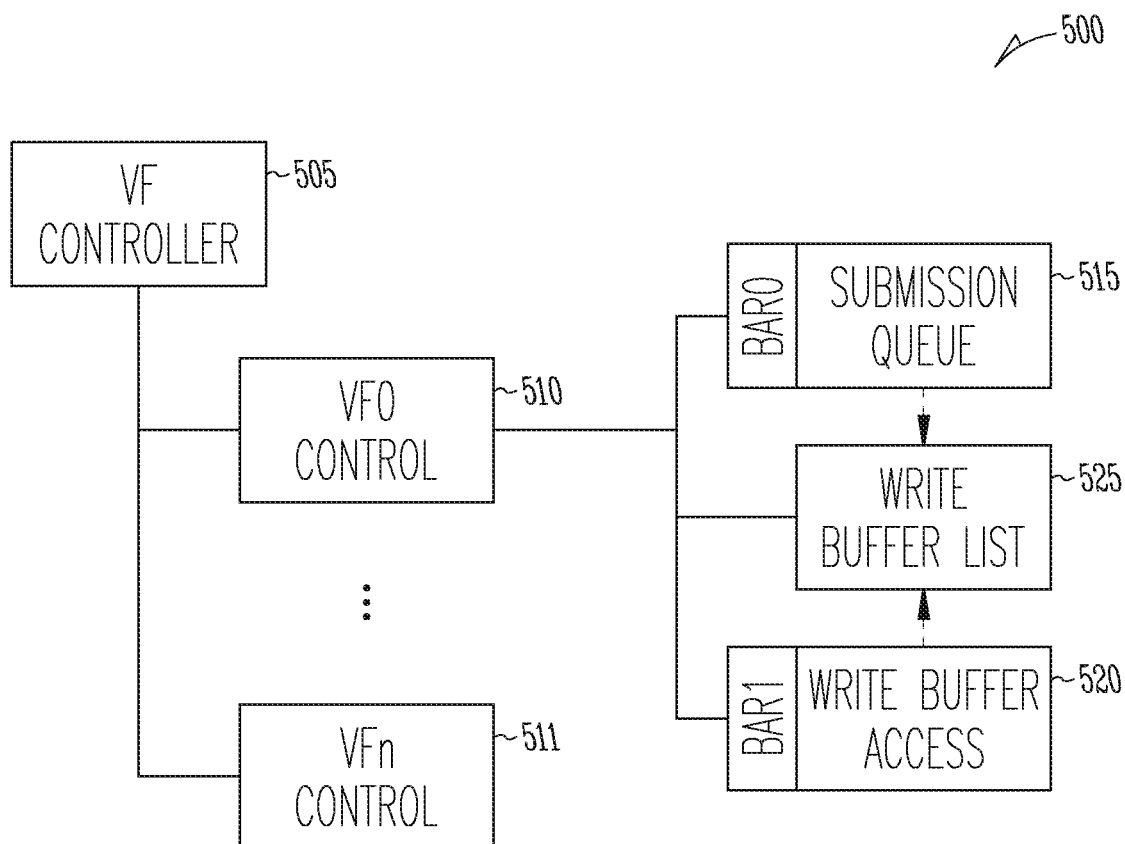 500
VF
CONTROLLER
505
BAR0
SUBMISSION
QUEUE
515
VF0
CONTROL
510
WRITE
BUFFER LIST
525
BAR1
WRITE BUFFER
ACCESS
520
VFn
CONTROL
511